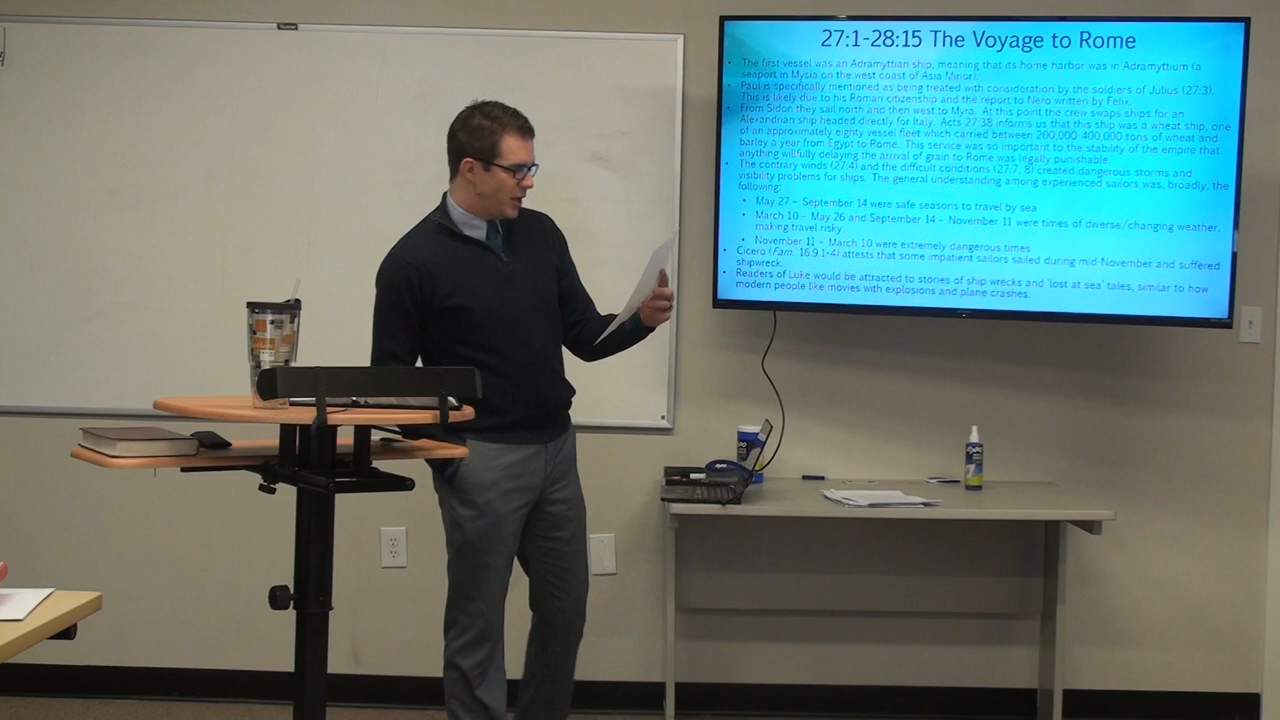 27:1-28:15 The Voyage to Rome
• The first vessel was an Adramyttian ship, meaning that its home harbor was in Adramyttium (a
seaport in Mysia on the west coast of Asia Minor).
• Paul is specifically mentioned as being treated with consideration by the soldiers of Julius (27:3).
This is likely due to his Roman citizenship and the report to Nero written by Felix.
• From Sidon they sail north and then west to Myra. At this point the crew swaps ships for an
Alexandrian ship headed directly for Italy. Acts 27:38 informs us that this ship was a wheat ship, one
of an approximately eighty vessel fleet which carried between 200,000-400,000 tons of wheat and
barley a year from Egypt to Rome. This service was so important to the stability of the empire that
anything willfully delaying the arrival of grain to Rome was legally punishable.
• The contrary winds (27:4) and the difficult conditions (27:7, 8) created dangerous storms and
visibility problems for ships. The general understanding among experienced sailors was, broadly, the
following:
• May 27 – September 14 were safe seasons to travel by sea
• March 10 - May 26 and September 14 – November 11 were times of diverse/changing weather,
making travel risky
• November 11 – March 10 were extremely dangerous times
• Cicero (Fam. 16.9.1-4) attests that some impatient sailors sailed during mid-November and suffered
shipwreck.
• Readers of Luke would be attracted to stories of ship wrecks and 'lost at sea' tales, similar to how
modern people like movies with explosions and plane crashes.